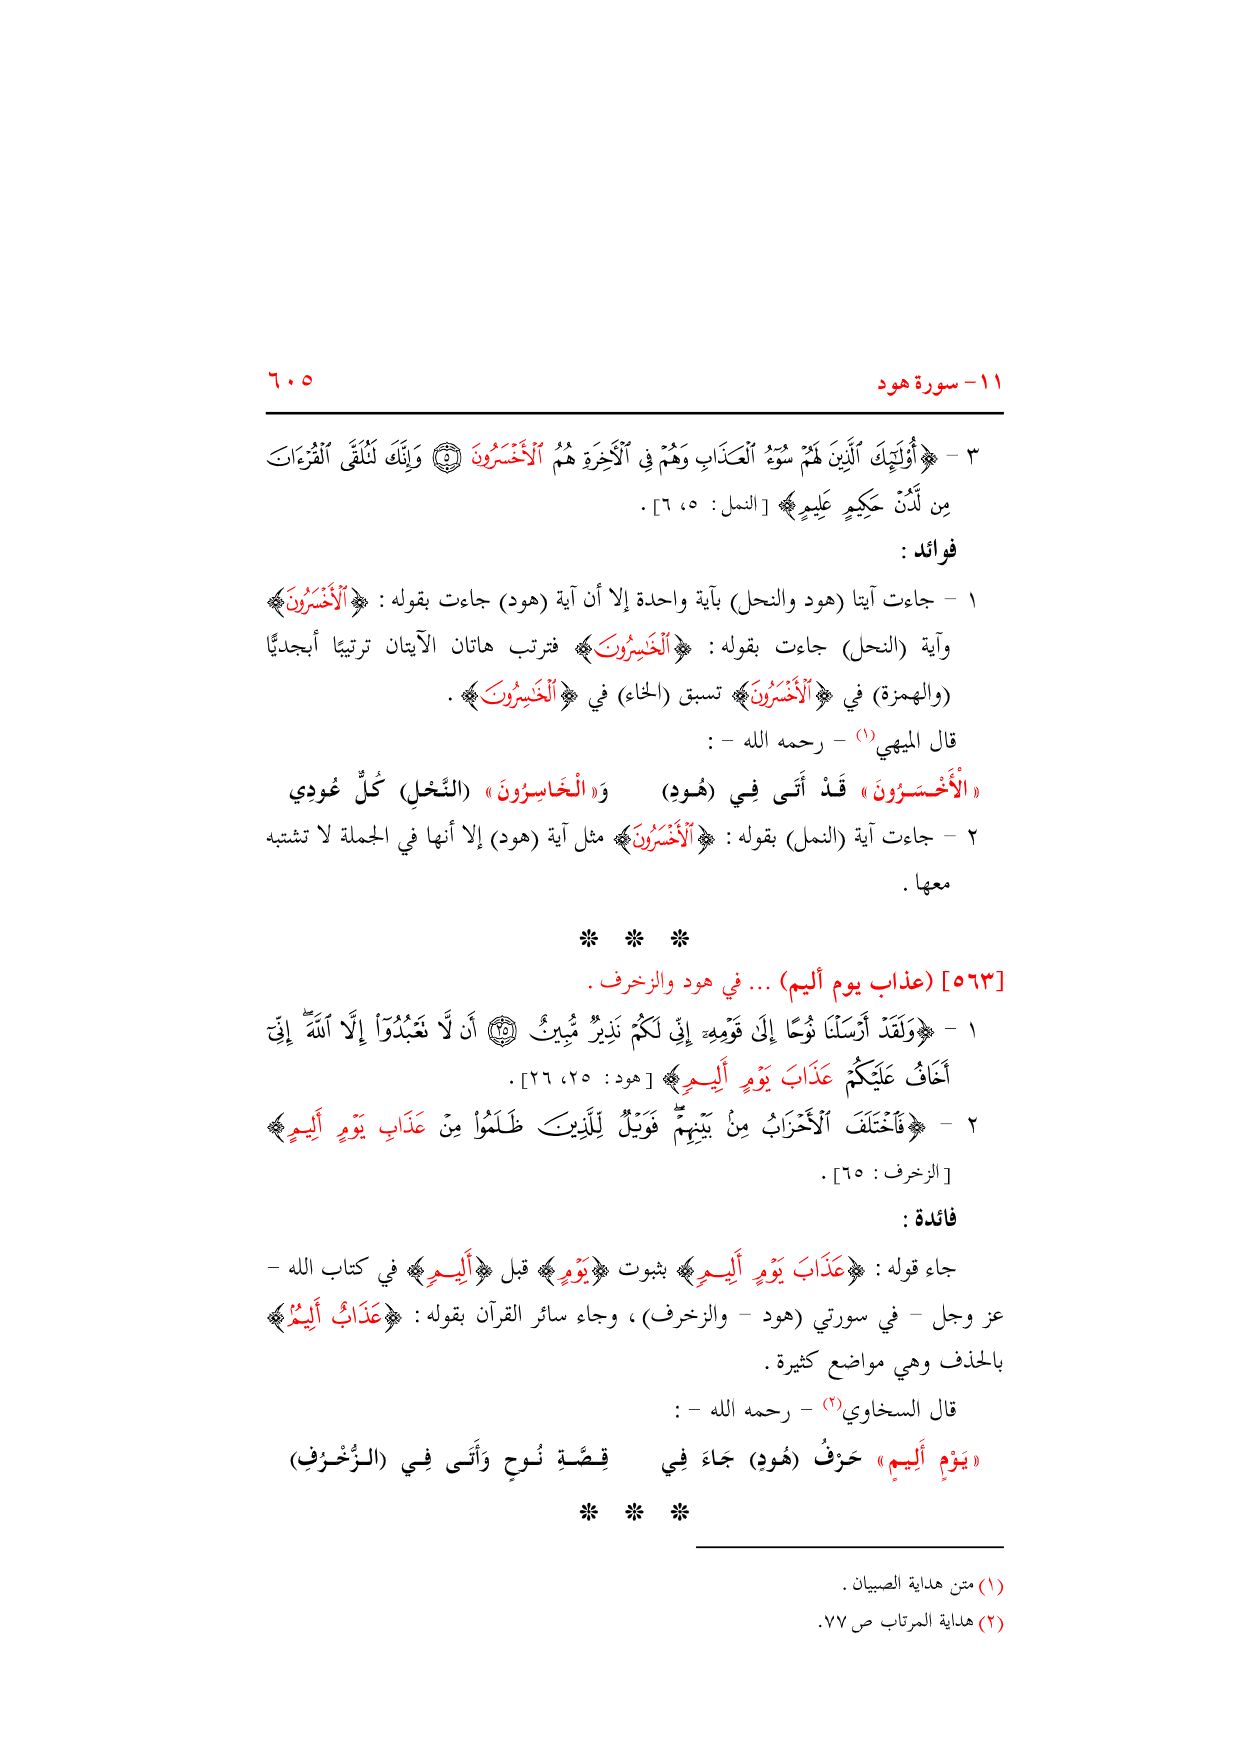 ١١- سورة هود ٦٠٥
٣ - ﴿أُوْلَٰٓئِكَ ٱلَّذِينَ لَهُمۡ سُوٓءُ ٱلۡعَذَابِ وَهُمۡ فِي ٱلۡأٓخِرَةِ هُمُ ٱلۡأَخۡسَرُونَ ۝٥ وَإِنَّكَ لَتُلَقَّى ٱلۡقُرۡءَانَ
مِن لَّدُنۡ حَكِيمٍ عَلِيمٍ﴾ [النمل: ٥، ٦] .
فوائد :
١ - جاءت آيتا (هود والنحل) بآية واحدة إلا أن آية (هود) جاءت بقوله : ﴿ٱلۡأَخۡسَرُونَ﴾
وآية (النحل) جاءت بقوله : ﴿ٱلۡخَٰسِرُونَ﴾ فترتب هاتان الآيتان ترتيبًا أبجديًّا
(والهمزة) في ﴿ٱلۡأَخۡسَرُونَ﴾ تسبق (الخاء) في ﴿ٱلۡخَٰسِرُونَ﴾ .
قال الميهي(١) - رحمه الله - :
« الْأَخْسَرُونَ » قَدْ أَتَى فِي (هُودِ) وَ« الْخَاسِرُونَ » (النَّحْلِ) كُلٌّ عُودِي
٢ - جاءت آية (النمل) بقوله : ﴿ٱلۡأَخۡسَرُونَ﴾ مثل آية (هود) إلا أنها في الجملة لا تشتبه
معها .
❊ ❊ ❊
[٥٦٣] (عذاب يوم أليم) ... في هود والزخرف .
١ - ﴿وَلَقَدۡ أَرۡسَلۡنَا نُوحًا إِلَىٰ قَوۡمِهِۦٓ إِنِّي لَكُمۡ نَذِيرٞ مُّبِينٌ ۝٢٥ أَن لَّا تَعۡبُدُوٓاْ إِلَّا ٱللَّهَۖ إِنِّيٓ
أَخَافُ عَلَيۡكُمۡ عَذَابَ يَوۡمٍ أَلِيمٖ﴾ [هود: ٢٥، ٢٦] .
٢ - ﴿فَٱخۡتَلَفَ ٱلۡأَحۡزَابُ مِنۢ بَيۡنِهِمۡۖ فَوَيۡلٞ لِّلَّذِينَ ظَلَمُواْ مِنۡ عَذَابِ يَوۡمٍ أَلِيمٍ﴾
[الزخرف : ٦٥] .
فائدة :
جاء قوله : ﴿عَذَابَ يَوۡمٍ أَلِيمٖ﴾ بثبوت ﴿يَوۡمٍ﴾ قبل ﴿أَلِيمٖ﴾ في كتاب الله -
عز وجل - في سورتي (هود - والزخرف) ، وجاء سائر القرآن بقوله : ﴿عَذَابٌ أَلِيمُۢ﴾
بالحذف وهي مواضع كثيرة .
قال السخاوي(٢) - رحمه الله - :
« يَوْمٍ أَلِيمٍ » حَرْفُ (هُودٍ) جَاءَ فِي قِصَّةِ نُوحٍ وَأَتَى فِي (الزُّخْرُفِ)
❊ ❊ ❊
(١) متن هداية الصبيان .
(٢) هداية المرتاب ص ٧٧.